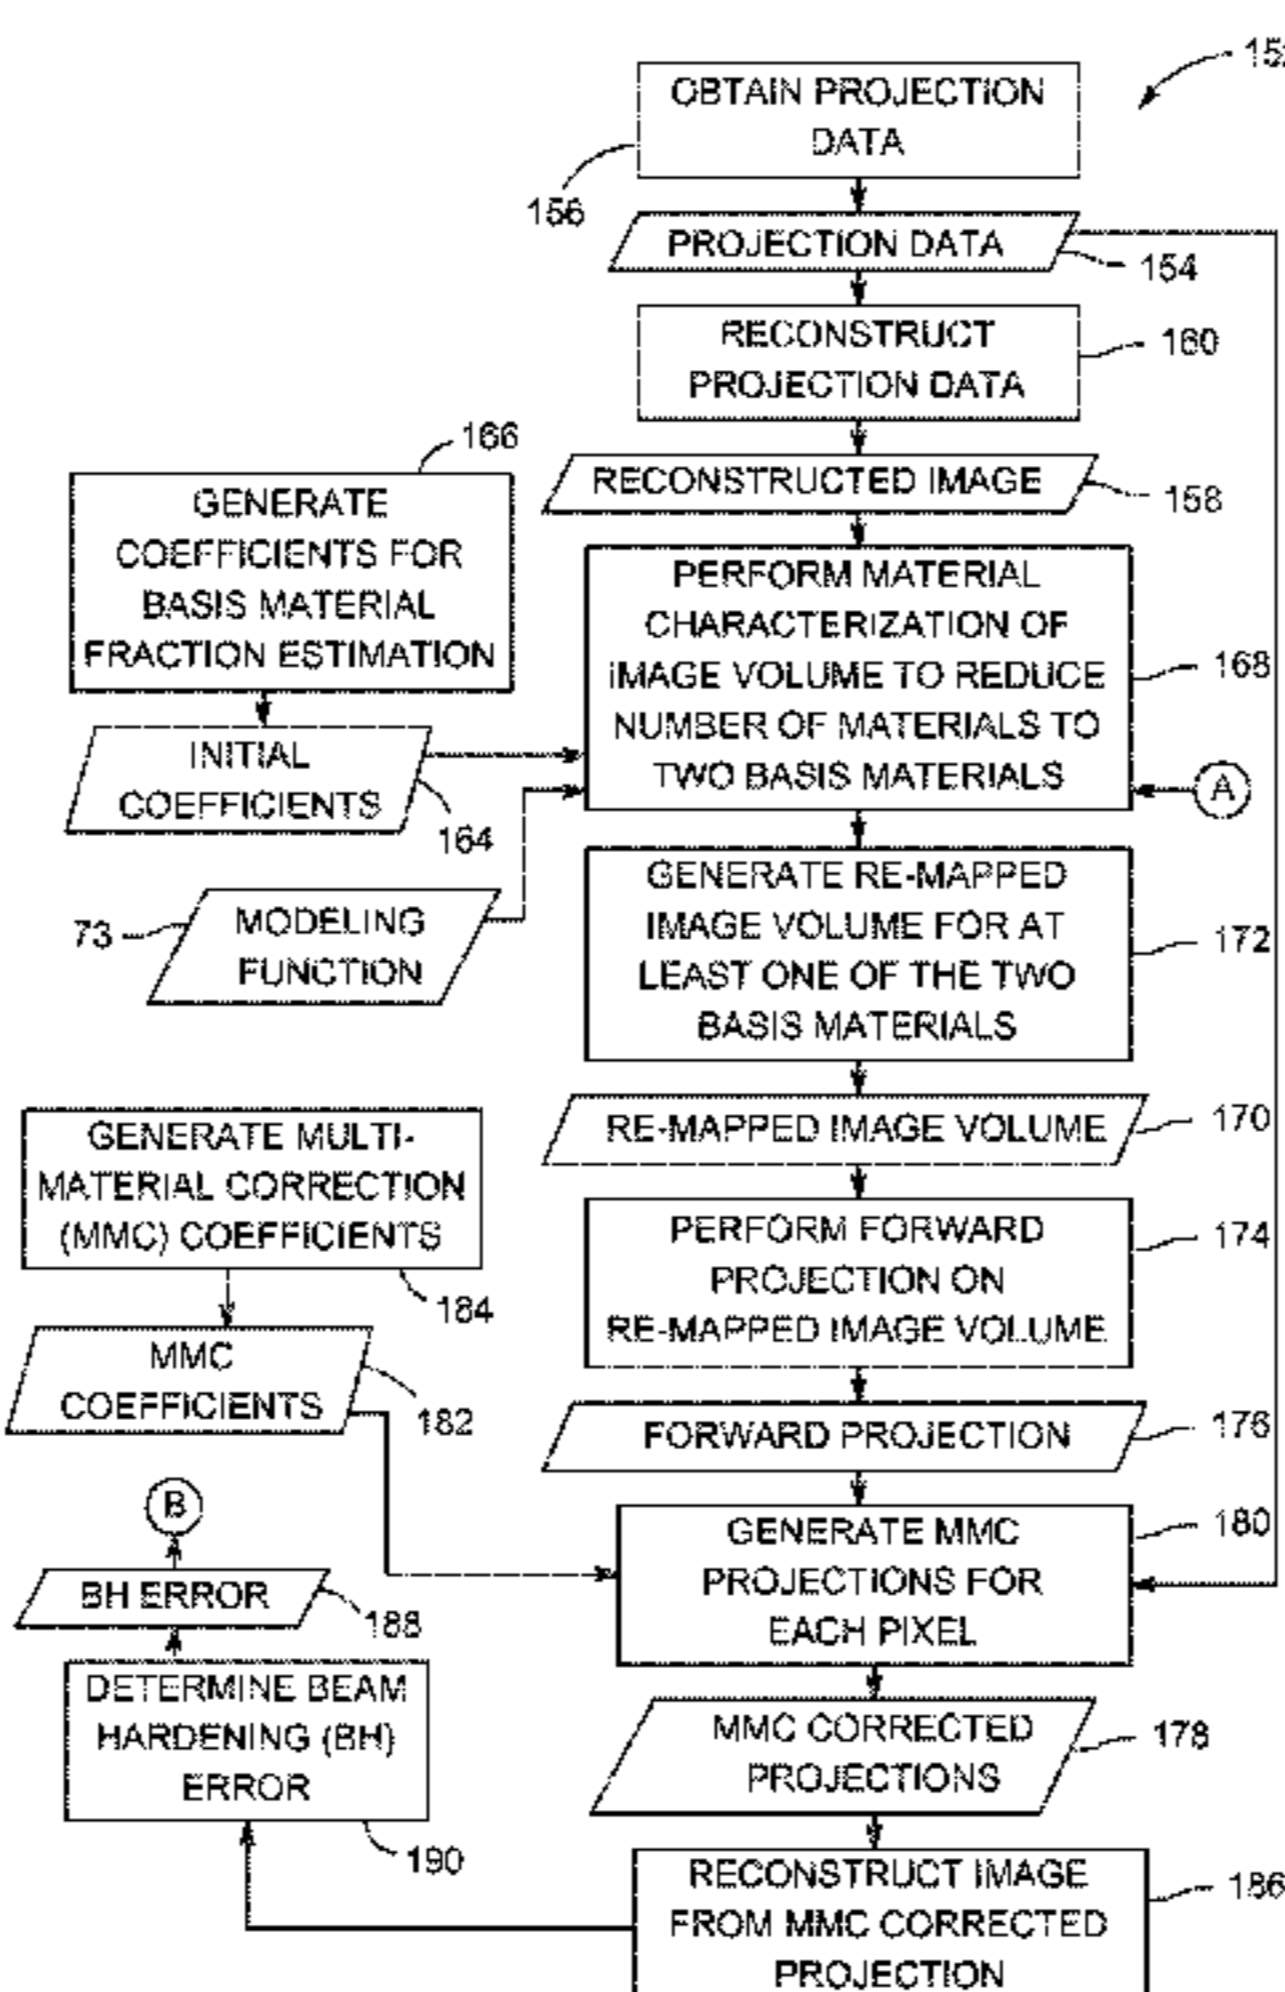 OBTAIN PROJECTION
DATA
156
PROJECTION DATA
154
RECONSTRUCT
PROJECTION DATA
160
RECONSTRUCTED IMAGE
158
166
GENERATE
COEFFICIENTS FOR
BASIS MATERIAL
FRACTION ESTIMATION
INITIAL
COEFFICIENTS
164
73
MODELING
FUNCTION
PERFORM MATERIAL
CHARACTERIZATION OF
IMAGE VOLUME TO REDUCE
NUMBER OF MATERIALS TO
TWO BASIS MATERIALS
168
A
GENERATE RE-MAPPED
IMAGE VOLUME FOR AT
LEAST ONE OF THE TWO
BASIS MATERIALS
172
RE-MAPPED IMAGE VOLUME
170
GENERATE MULTI-
MATERIAL CORRECTION
(MMC) COEFFICIENTS
184
MMC
COEFFICIENTS
182
PERFORM FORWARD
PROJECTION ON
RE-MAPPED IMAGE VOLUME
174
FORWARD PROJECTION
176
GENERATE MMC
PROJECTIONS FOR
EACH PIXEL
180
MMC CORRECTED
PROJECTIONS
178
B
BH ERROR
188
DETERMINE BEAM
HARDENING (BH)
ERROR
190
RECONSTRUCT IMAGE
FROM MMC CORRECTED
PROJECTION
186